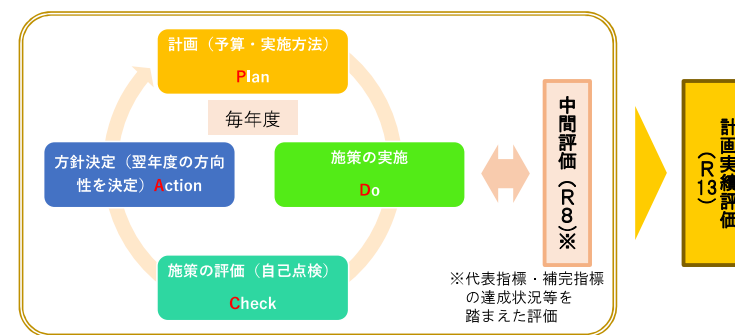 計画（予算・実施方法）
Plan
毎年度
方針決定（翌年度の方向
性を決定）Action
施策の実施
Do
施策の評価（自己点検）
Check
中間評価（R8）※
※代表指標・補完指標
の達成状況等を
踏まえた評価
計画実績評価
（R13）